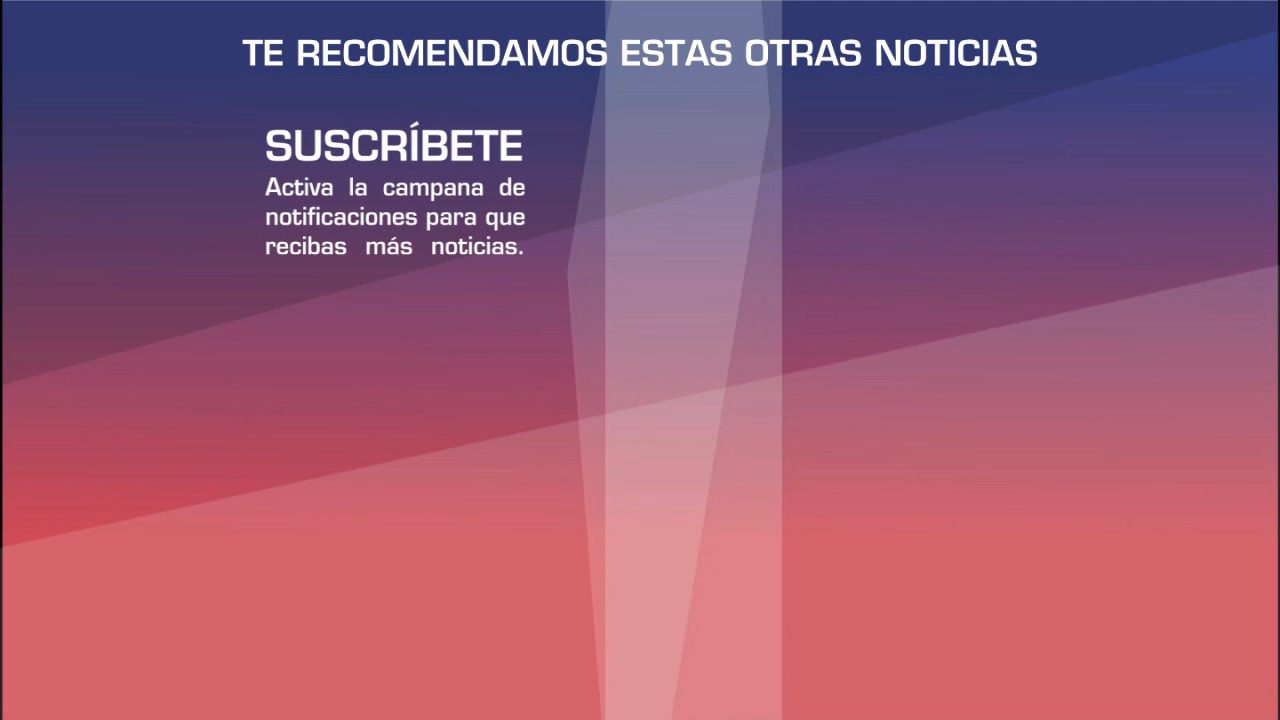 TE RECOMENDAMOS ESTAS OTRAS NOTICIAS
SUSCRÍBETE
Activa la campana de
notificaciones para que
recibas más noticias.